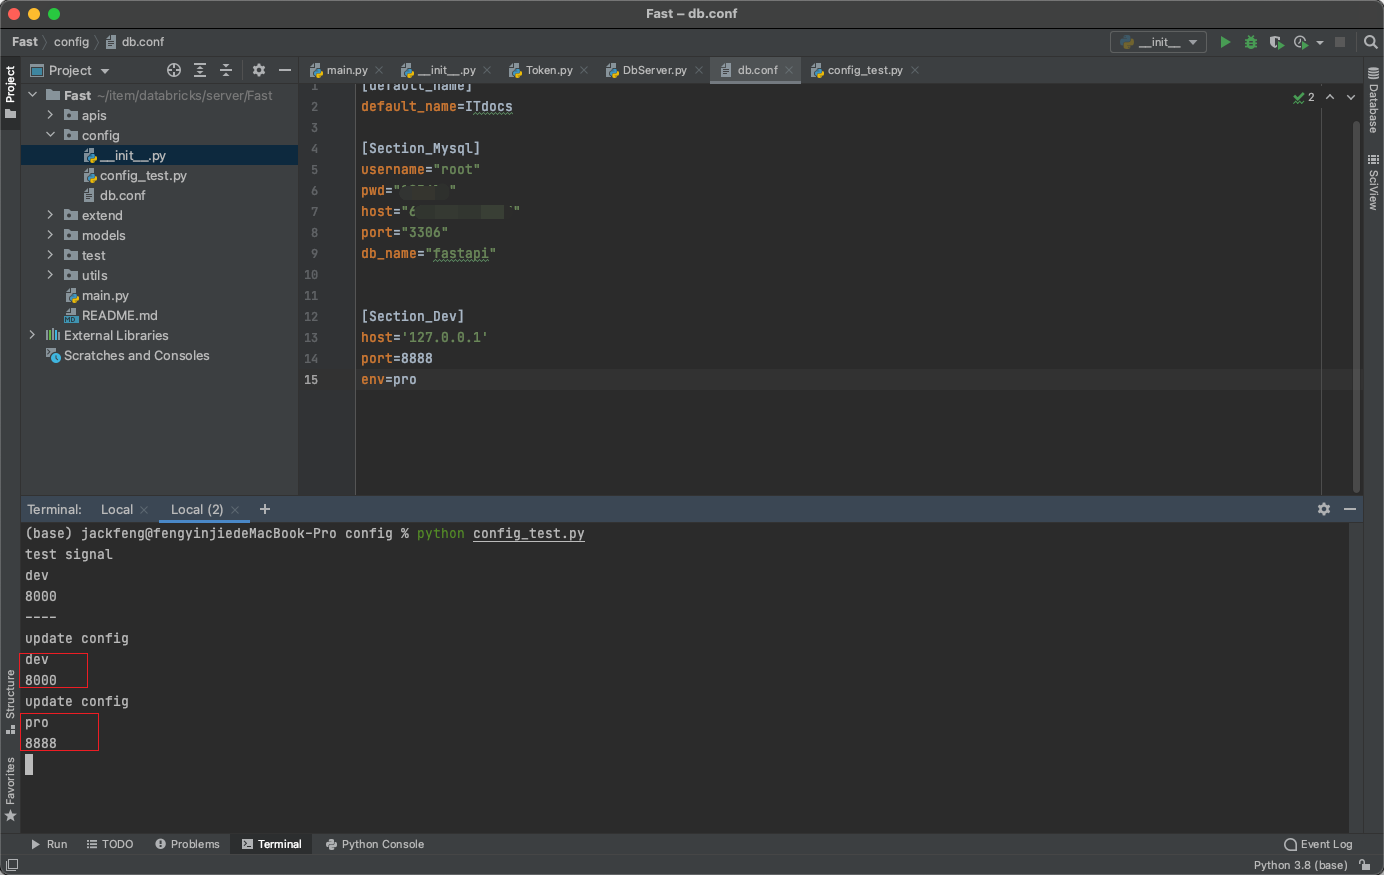 Fast – db.conf
Fast
config
db.conf
__init__
Project
main.py
__init__.py
Token.py
DbServer.py
db.conf
config_test.py
Project
Fast ~/item/databricks/server/Fast
apis
config
__init__.py
config_test.py
db.conf
extend
models
test
utils
main.py
README.md
External Libraries
Scratches and Consoles
1 [default_name]
2 default_name=ITdocs
3
4 [Section_Mysql]
5 username="root"
6 pwd="
7 host="6
8 port="3306"
9 db_name="fastapi"
10
11
12 [Section_Dev]
13 host='127.0.0.1'
14 port=8888
15 env=pro
2
Database
SciView
Terminal:
Local
Local (2)
(base) jackfeng@fengyinjiedeMacBook-Pro config % python config_test.py
test signal
dev
8000
----
update config
dev
8000
update config
pro
8888
Structure
Favorites
Run
TODO
Problems
Terminal
Python Console
Event Log
Python 3.8 (base)